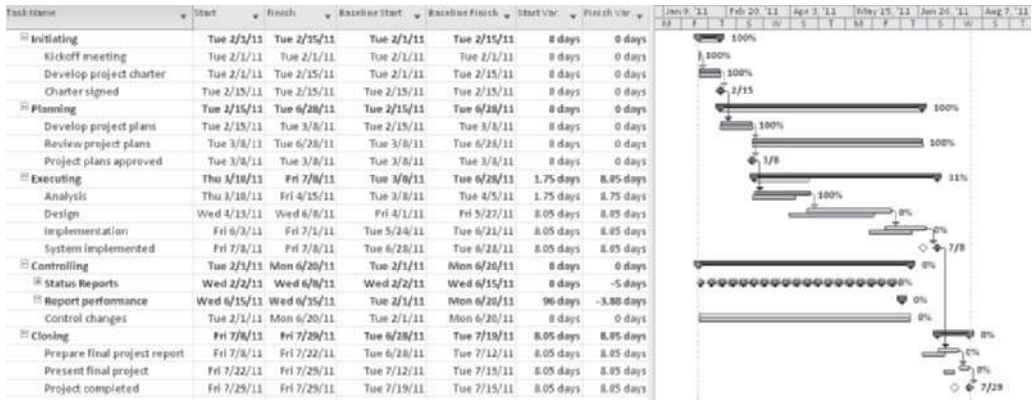 Task Name Start Finish Baseline Start Baseline Finish Start Var. Finish Var. Jan 9, '11 Feb 20, '11 Apr 3, '11 May 15, '11 Jun 26, '11 Aug 7, '11
M F T S W S T M F T S W S T
Initiating Tue 2/1/11 Tue 2/15/11 Tue 2/1/11 Tue 2/15/11 0 days 0 days 100%
Kickoff meeting Tue 2/1/11 Tue 2/1/11 Tue 2/1/11 Tue 2/1/11 0 days 0 days 100%
Develop project charter Tue 2/1/11 Tue 2/15/11 Tue 2/1/11 Tue 2/15/11 0 days 0 days 100%
Charter signed Tue 2/15/11 Tue 2/15/11 Tue 2/15/11 Tue 2/15/11 0 days 0 days 2/15
Planning Tue 2/15/11 Tue 6/28/11 Tue 2/15/11 Tue 6/28/11 0 days 0 days 100%
Develop project plans Tue 2/15/11 Tue 3/8/11 Tue 2/15/11 Tue 3/8/11 0 days 0 days 100%
Review project plans Tue 3/8/11 Tue 6/28/11 Tue 3/8/11 Tue 6/28/11 0 days 0 days 100%
Project plans approved Tue 3/8/11 Tue 3/8/11 Tue 3/8/11 Tue 3/8/11 0 days 0 days 3/8
Executing Thu 3/10/11 Fri 7/8/11 Tue 3/8/11 Tue 6/28/11 1.75 days 8.05 days 31%
Analysis Thu 3/10/11 Fri 4/15/11 Tue 3/8/11 Tue 4/5/11 1.75 days 8.75 days 100%
Design Wed 4/13/11 Wed 6/8/11 Fri 4/1/11 Fri 5/27/11 8.05 days 8.05 days 0%
Implementation Fri 6/3/11 Fri 7/1/11 Tue 5/24/11 Tue 6/21/11 8.05 days 8.05 days 0%
System implemented Fri 7/8/11 Fri 7/8/11 Tue 6/28/11 Tue 6/28/11 8.05 days 8.05 days 7/8
Controlling Tue 2/1/11 Mon 6/20/11 Tue 2/1/11 Mon 6/20/11 0 days 0 days 0%
Status Reports Wed 2/2/11 Wed 6/8/11 Wed 2/2/11 Wed 6/15/11 0 days -5 days 0%
Report performance Wed 6/15/11 Wed 6/15/11 Tue 2/1/11 Mon 6/20/11 96 days -3.88 days 0%
Control changes Tue 2/1/11 Mon 6/20/11 Tue 2/1/11 Mon 6/20/11 0 days 0 days 0%
Closing Fri 7/8/11 Fri 7/29/11 Tue 6/28/11 Tue 7/19/11 8.05 days 8.05 days 0%
Prepare final project report Fri 7/8/11 Fri 7/22/11 Tue 6/28/11 Tue 7/12/11 8.05 days 8.05 days 0%
Present final project Fri 7/22/11 Fri 7/29/11 Tue 7/12/11 Tue 7/19/11 8.05 days 8.05 days 0%
Project completed Fri 7/29/11 Fri 7/29/11 Tue 7/19/11 Tue 7/19/11 8.05 days 8.05 days 7/29